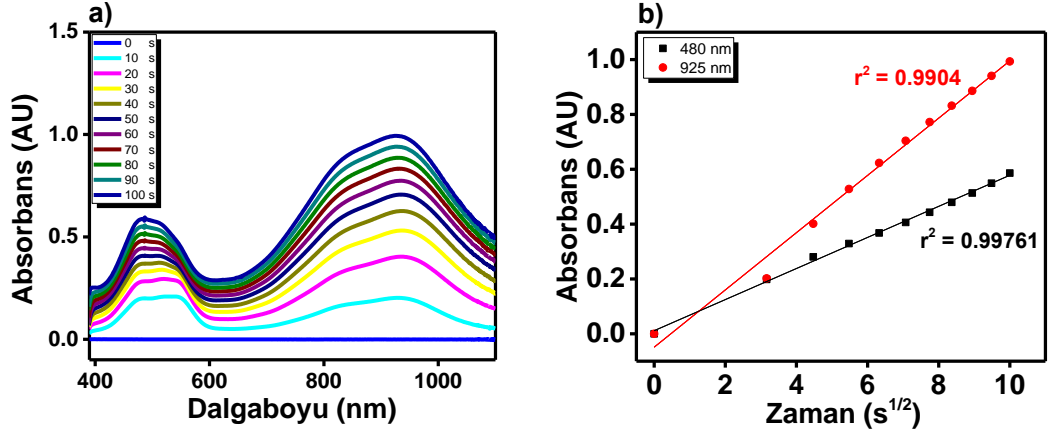 a)
1.5
1.0
0.5
0.0
Absorbans (AU)
0 s
10 s
20 s
30 s
40 s
50 s
60 s
70 s
80 s
90 s
100 s
400 600 800 1000
Dalgaboyu (nm)
b)
1.0
0.8
0.6
0.4
0.2
0.0
Absorbans (AU)
480 nm
925 nm
r² = 0.9904
r² = 0.99761
0 2 4 6 8 10
Zaman (s^{1/2})